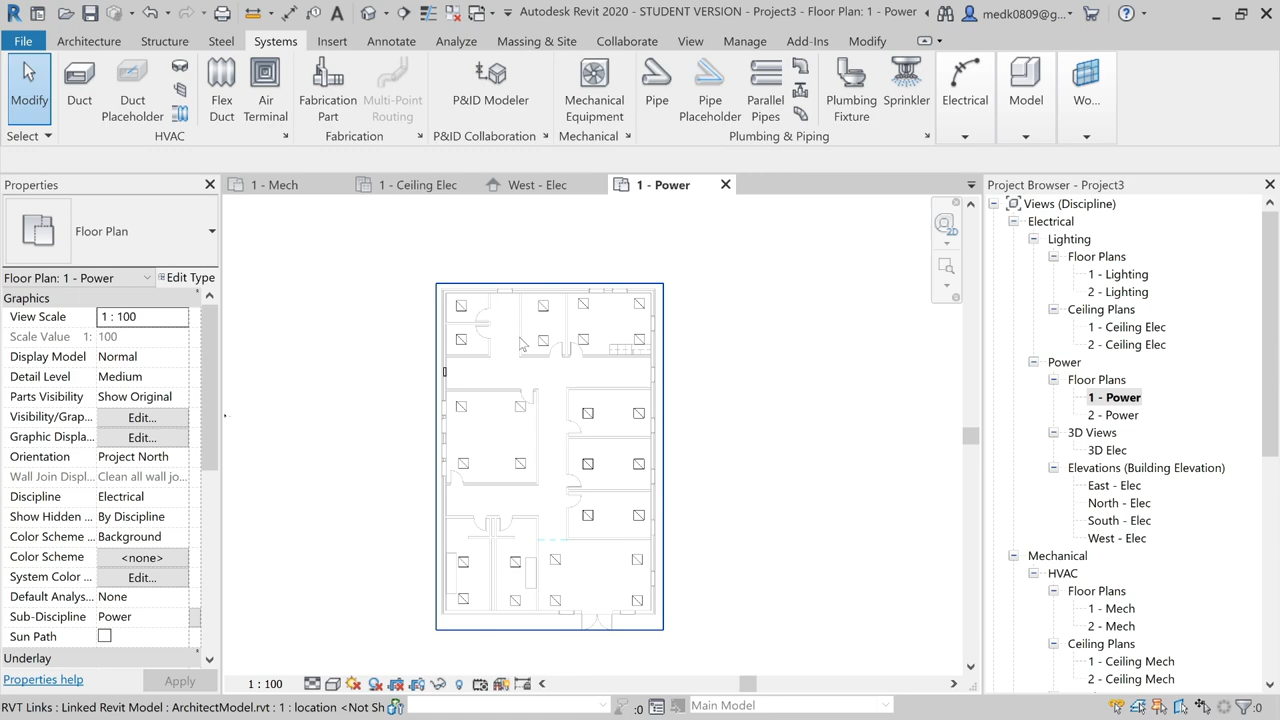 Autodesk Revit 2020 - STUDENT VERSION - Project3 - Floor Plan: 1 - Power
medk0809@g...
File Architecture Structure Steel Systems Insert Annotate Analyze Massing & Site Collaborate View Manage Add-Ins Modify
Modify
Duct
Duct Placeholder
Flex Duct
Air Terminal
Fabrication Part
Multi-Point Routing
P&ID Modeler
Mechanical Equipment
Pipe
Pipe Placeholder
Parallel Pipes
Plumbing Fixture
Sprinkler
Electrical
Model
Wo...
Select HVAC Fabrication P&ID Collaboration Mechanical Plumbing & Piping
Properties
1 - Mech 1 - Ceiling Elec West - Elec 1 - Power
Floor Plan
Floor Plan: 1 - Power Edit Type
Graphics
View Scale 1 : 100
Scale Value 1: 100
Display Model Normal
Detail Level Medium
Parts Visibility Show Original
Visibility/Grap... Edit...
Graphic Displa... Edit...
Orientation Project North
Wall Join Displ... Clean all wall jo...
Discipline Electrical
Show Hidden ... By Discipline
Color Scheme ... Background
Color Scheme <none>
System Color ... Edit...
Default Analys... None
Sub-Discipline Power
Sun Path
Underlay
Properties help Apply
2D
Project Browser - Project3
Views (Discipline)
Electrical
Lighting
Floor Plans
1 - Lighting
2 - Lighting
Ceiling Plans
1 - Ceiling Elec
2 - Ceiling Elec
Power
Floor Plans
1 - Power
2 - Power
3D Views
3D Elec
Elevations (Building Elevation)
East - Elec
North - Elec
South - Elec
West - Elec
Mechanical
HVAC
Floor Plans
1 - Mech
2 - Mech
Ceiling Plans
1 - Ceiling Mech
2 - Ceiling Mech
1 : 100
RVT Links : Linked Revit Model : ArchitectModel.rvt : 1 : location <Not Sh :0 Main Model :0